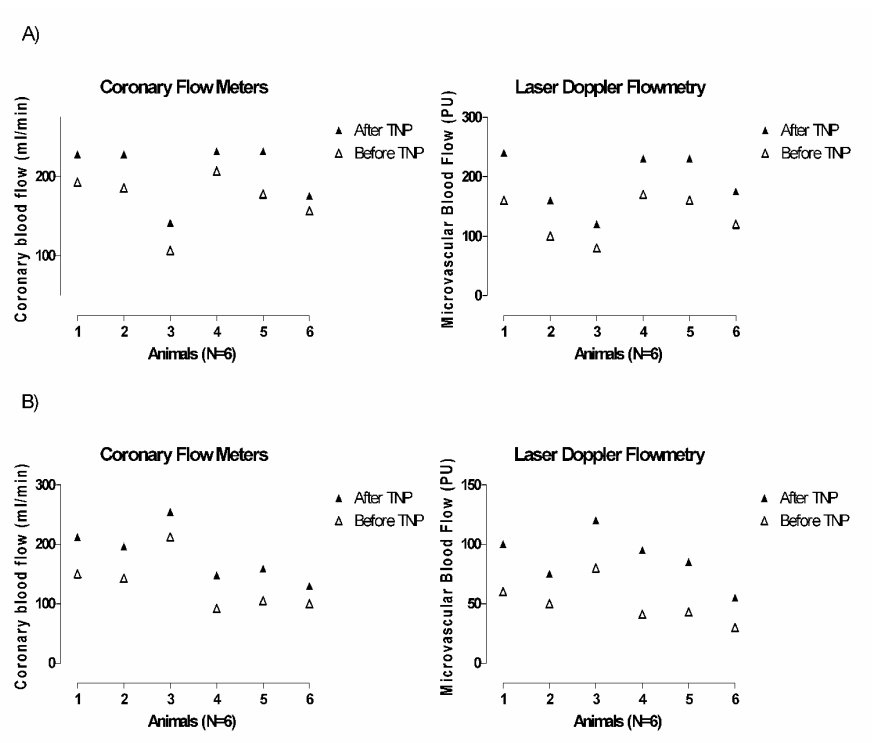 A)
Coronary Flow Meters
Coronary blood flow (ml/min)
200
100
After TNP
Before TNP
1 2 3 4 5 6
Animals (N=6)
Laser Doppler Flowmetry
Microvascular Blood Flow (PU)
300
200
100
0
After TNP
Before TNP
1 2 3 4 5 6
Animals (N=6)
B)
Coronary Flow Meters
Coronary blood flow (ml/min)
300
200
100
0
After TNP
Before TNP
1 2 3 4 5 6
Animals (N=6)
Laser Doppler Flowmetry
Microvascular Blood Flow (PU)
150
100
50
0
After TNP
Before TNP
1 2 3 4 5 6
Animals (N=6)